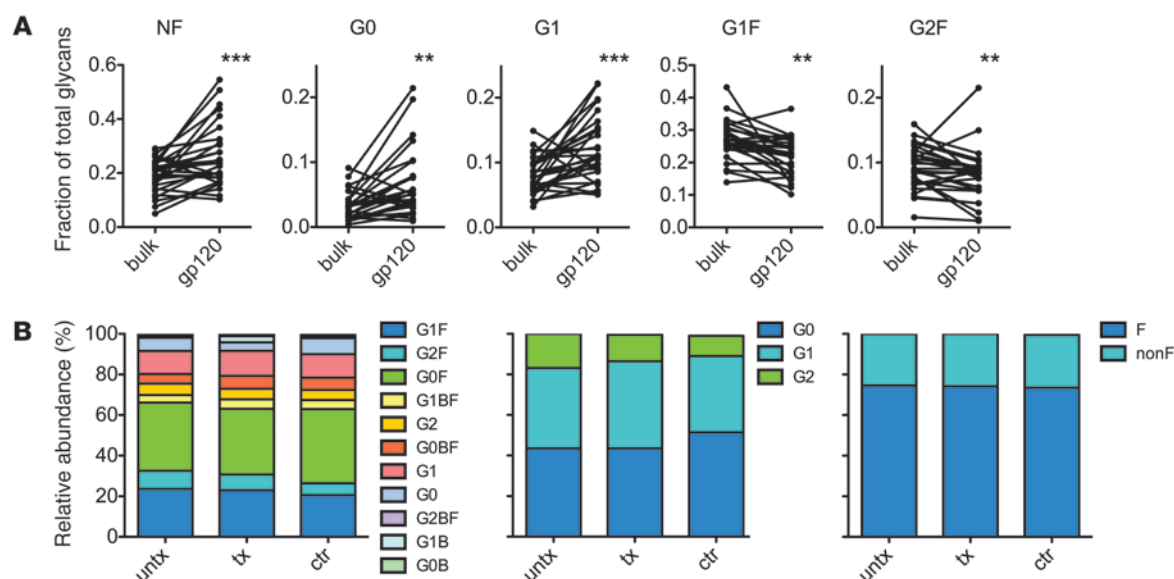 A
NF
G0
G1
G1F
G2F
***
**
***
**
**
Fraction of total glycans
0.6
0.4
0.2
0.0
bulk
gp120
0.2
0.1
0.0
bulk
gp120
0.2
0.1
0.0
bulk
gp120
0.5
0.4
0.3
0.2
0.1
0.0
bulk
gp120
0.2
0.1
0.0
bulk
gp120
B
Relative abundance (%)
100
80
60
40
20
0
untx
tx
ctr
G1F
G2F
G0F
G1BF
G2
G0BF
G1
G0
G2BF
G1B
G0B
untx
tx
ctr
G0
G1
G2
untx
tx
ctr
F
nonF